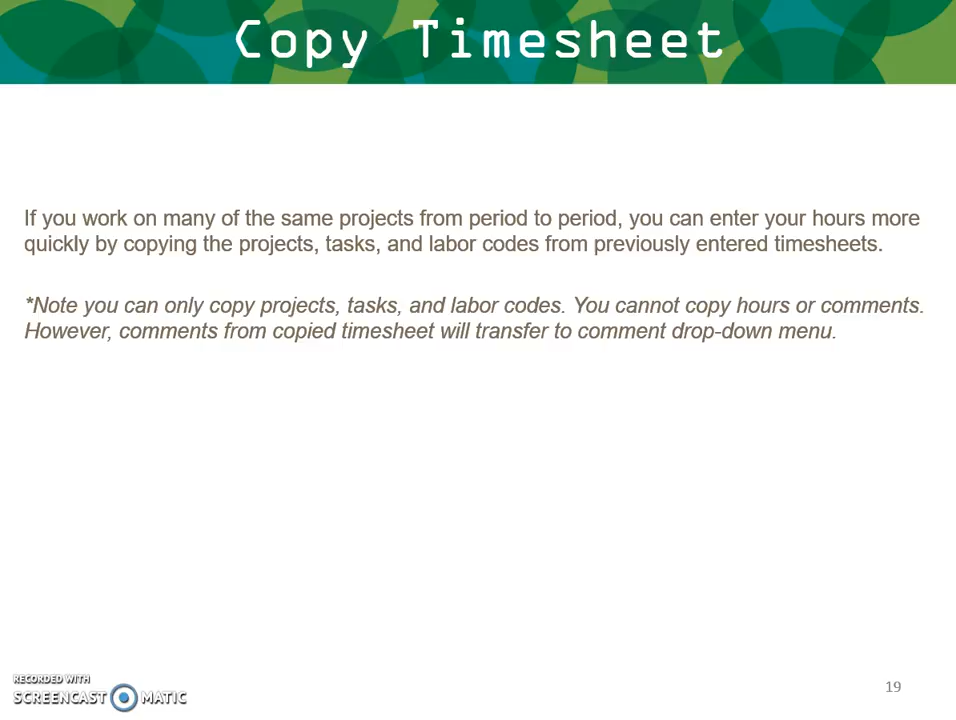 Copy Timesheet
If you work on many of the same projects from period to period, you can enter your hours more
quickly by copying the projects, tasks, and labor codes from previously entered timesheets.
*Note you can only copy projects, tasks, and labor codes. You cannot copy hours or comments.
However, comments from copied timesheet will transfer to comment drop-down menu.
RECORDED WITH
SCREENCAST MATIC
19